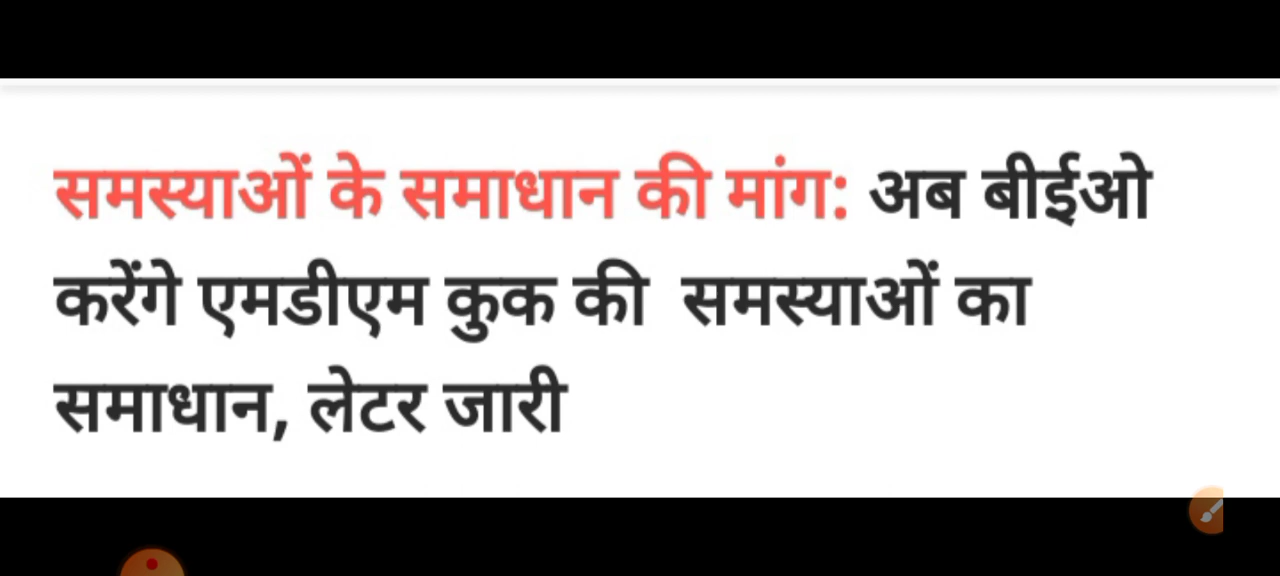 समस्याओं के समाधान की मांग: अब बीईओ
करेंगे एमडीएम कुक की  समस्याओं का
समाधान, लेटर जारी